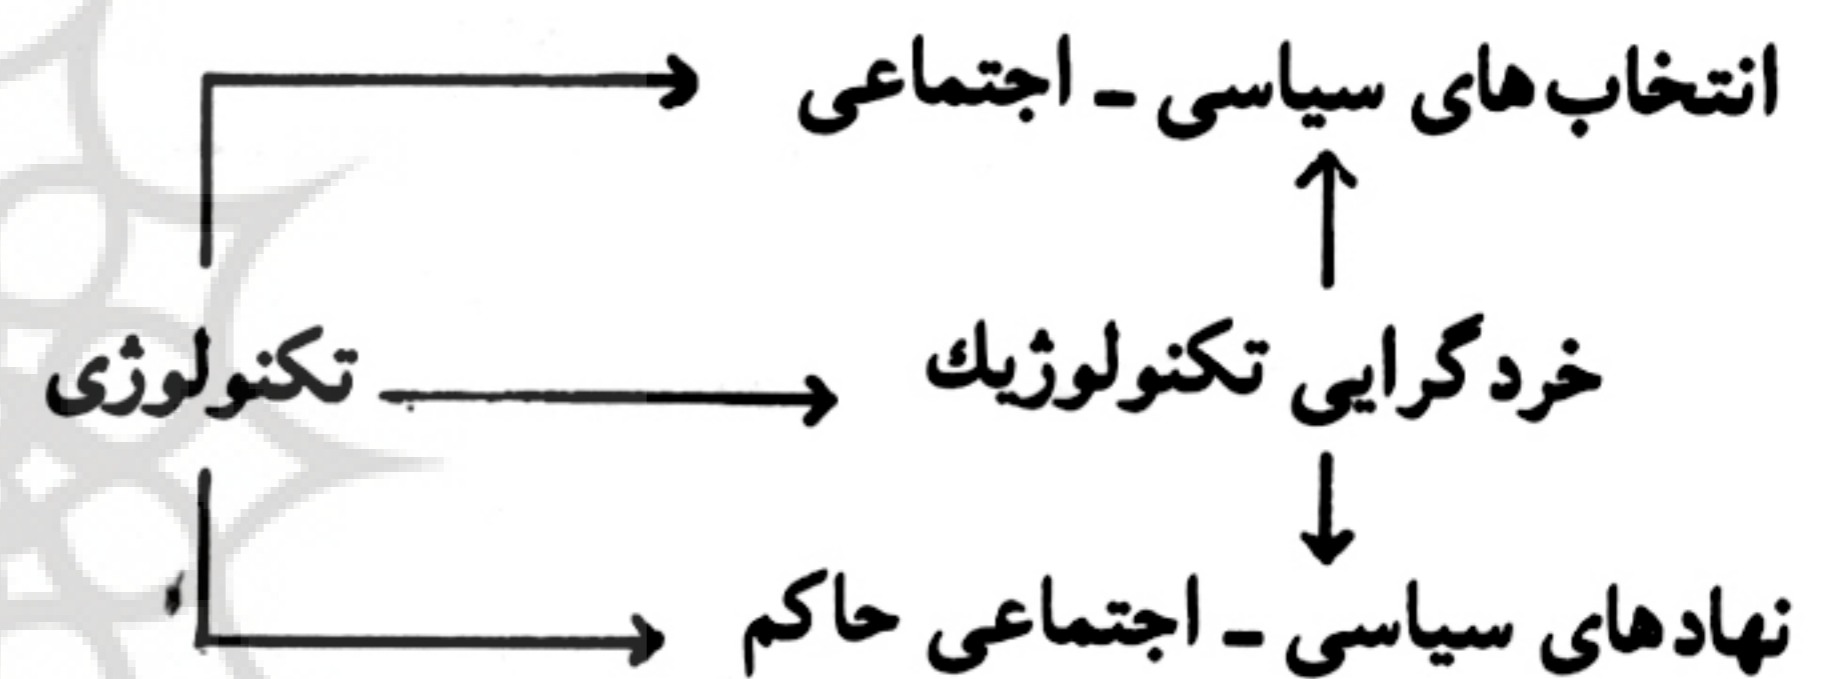 انتخاب‌های سیاسی ـ اجتماعی
خردگرایی تکنولوژیك
تکنولوژی
نهادهای سیاسی ـ اجتماعی حاکم